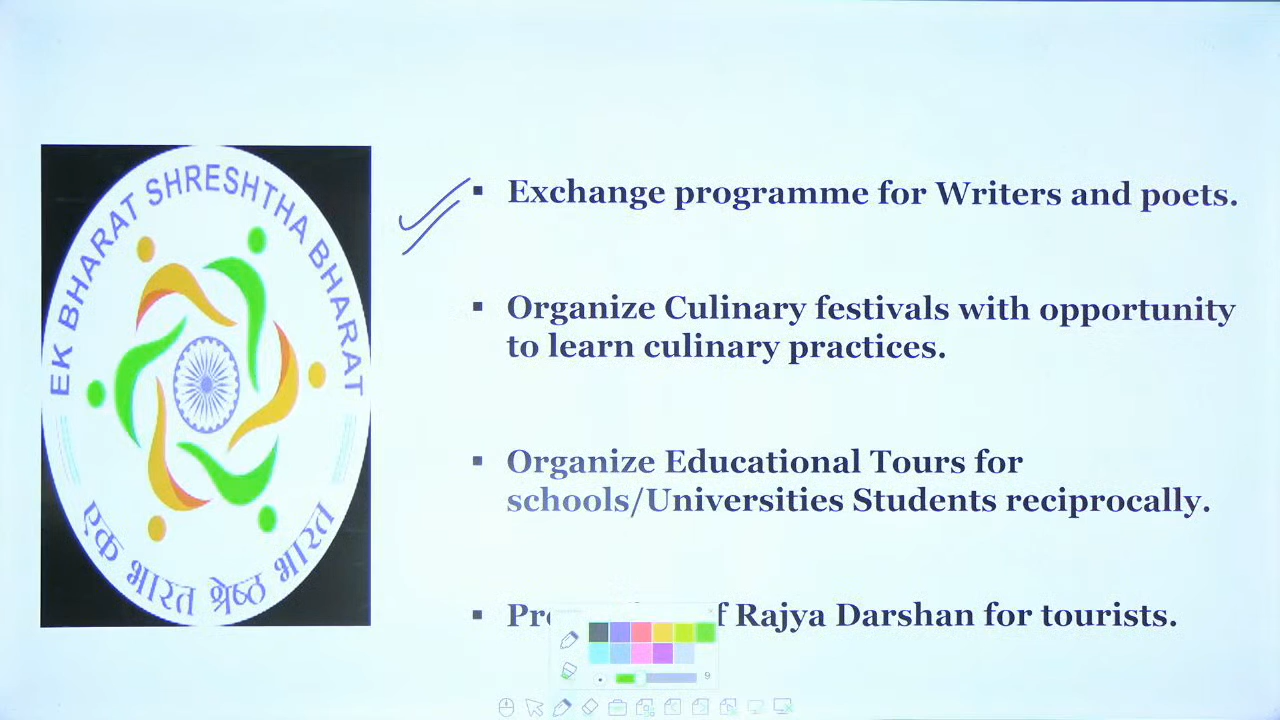 EK BHARAT SHRESHTHA BHARAT
एक भारत श्रेष्ठ भारत
Exchange programme for Writers and poets.
Organize Culinary festivals with opportunity
to learn culinary practices.
Organize Educational Tours for
schools/Universities Students reciprocally.
Rajya Darshan for tourists.
9